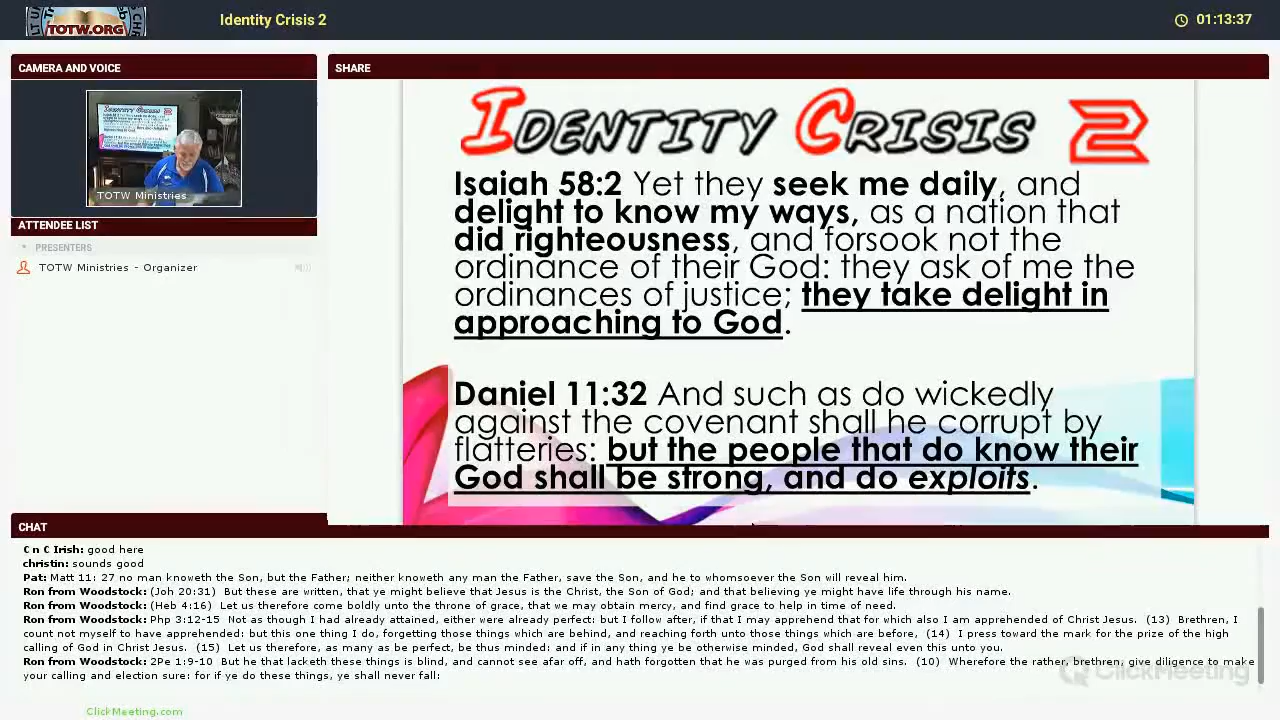 TOTW.ORG
Identity Crisis 2
01:13:37
CAMERA AND VOICE
TOTW Ministries
ATTENDEE LIST
PRESENTERS
TOTW Ministries - Organizer
SHARE
IDENTITY CRISIS 2
Isaiah 58:2 Yet they seek me daily, and
delight to know my ways, as a nation that
did righteousness, and forsook not the
ordinance of their God: they ask of me the
ordinances of justice; they take delight in
approaching to God.
Daniel 11:32 And such as do wickedly
against the covenant shall he corrupt by
flatteries: but the people that do know their
God shall be strong, and do exploits.
CHAT
C n C Irish: good here
christin: sounds good
Pat: Matt 11: 27 no man knoweth the Son, but the Father; neither knoweth any man the Father, save the Son, and he to whomsoever the Son will reveal him.
Ron from Woodstock: (Joh 20:31) But these are written, that ye might believe that Jesus is the Christ, the Son of God; and that believing ye might have life through his name.
Ron from Woodstock: (Heb 4:16) Let us therefore come boldly unto the throne of grace, that we may obtain mercy, and find grace to help in time of need.
Ron from Woodstock: Php 3:12-15 Not as though I had already attained, either were already perfect: but I follow after, if that I may apprehend that for which also I am apprehended of Christ Jesus. (13) Brethren, I
count not myself to have apprehended: but this one thing I do, forgetting those things which are behind, and reaching forth unto those things which are before, (14) I press toward the mark for the prize of the high
calling of God in Christ Jesus. (15) Let us therefore, as many as be perfect, be thus minded: and if in any thing ye be otherwise minded, God shall reveal even this unto you.
Ron from Woodstock: 2Pe 1:9-10 But he that lacketh these things is blind, and cannot see afar off, and hath forgotten that he was purged from his old sins. (10) Wherefore the rather, brethren, give diligence to make
your calling and election sure: for if ye do these things, ye shall never fall:
ClickMeeting
ClickMeeting.com